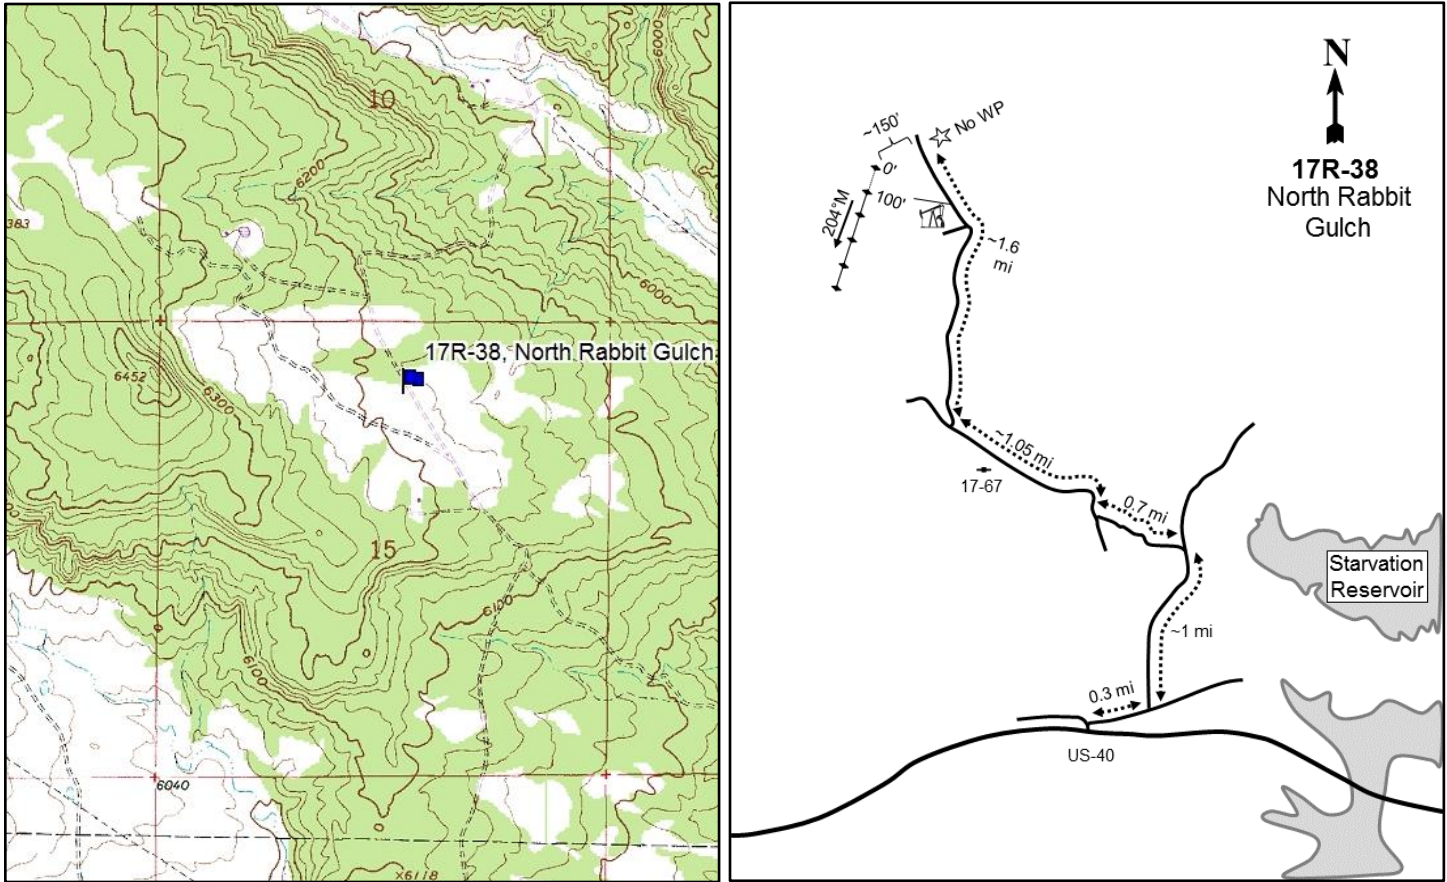 10
6000
6200
383
6000
17R-38, North Rabbit Gulch
6452
6300
15
6100
6100
6040
X6118
N
17R-38
North Rabbit
Gulch
~150'
No WP
0'
100'
204°M
~1.6
mi
~1.05 mi
17-67
0.7 mi
Starvation
Reservoir
~1 mi
0.3 mi
US-40